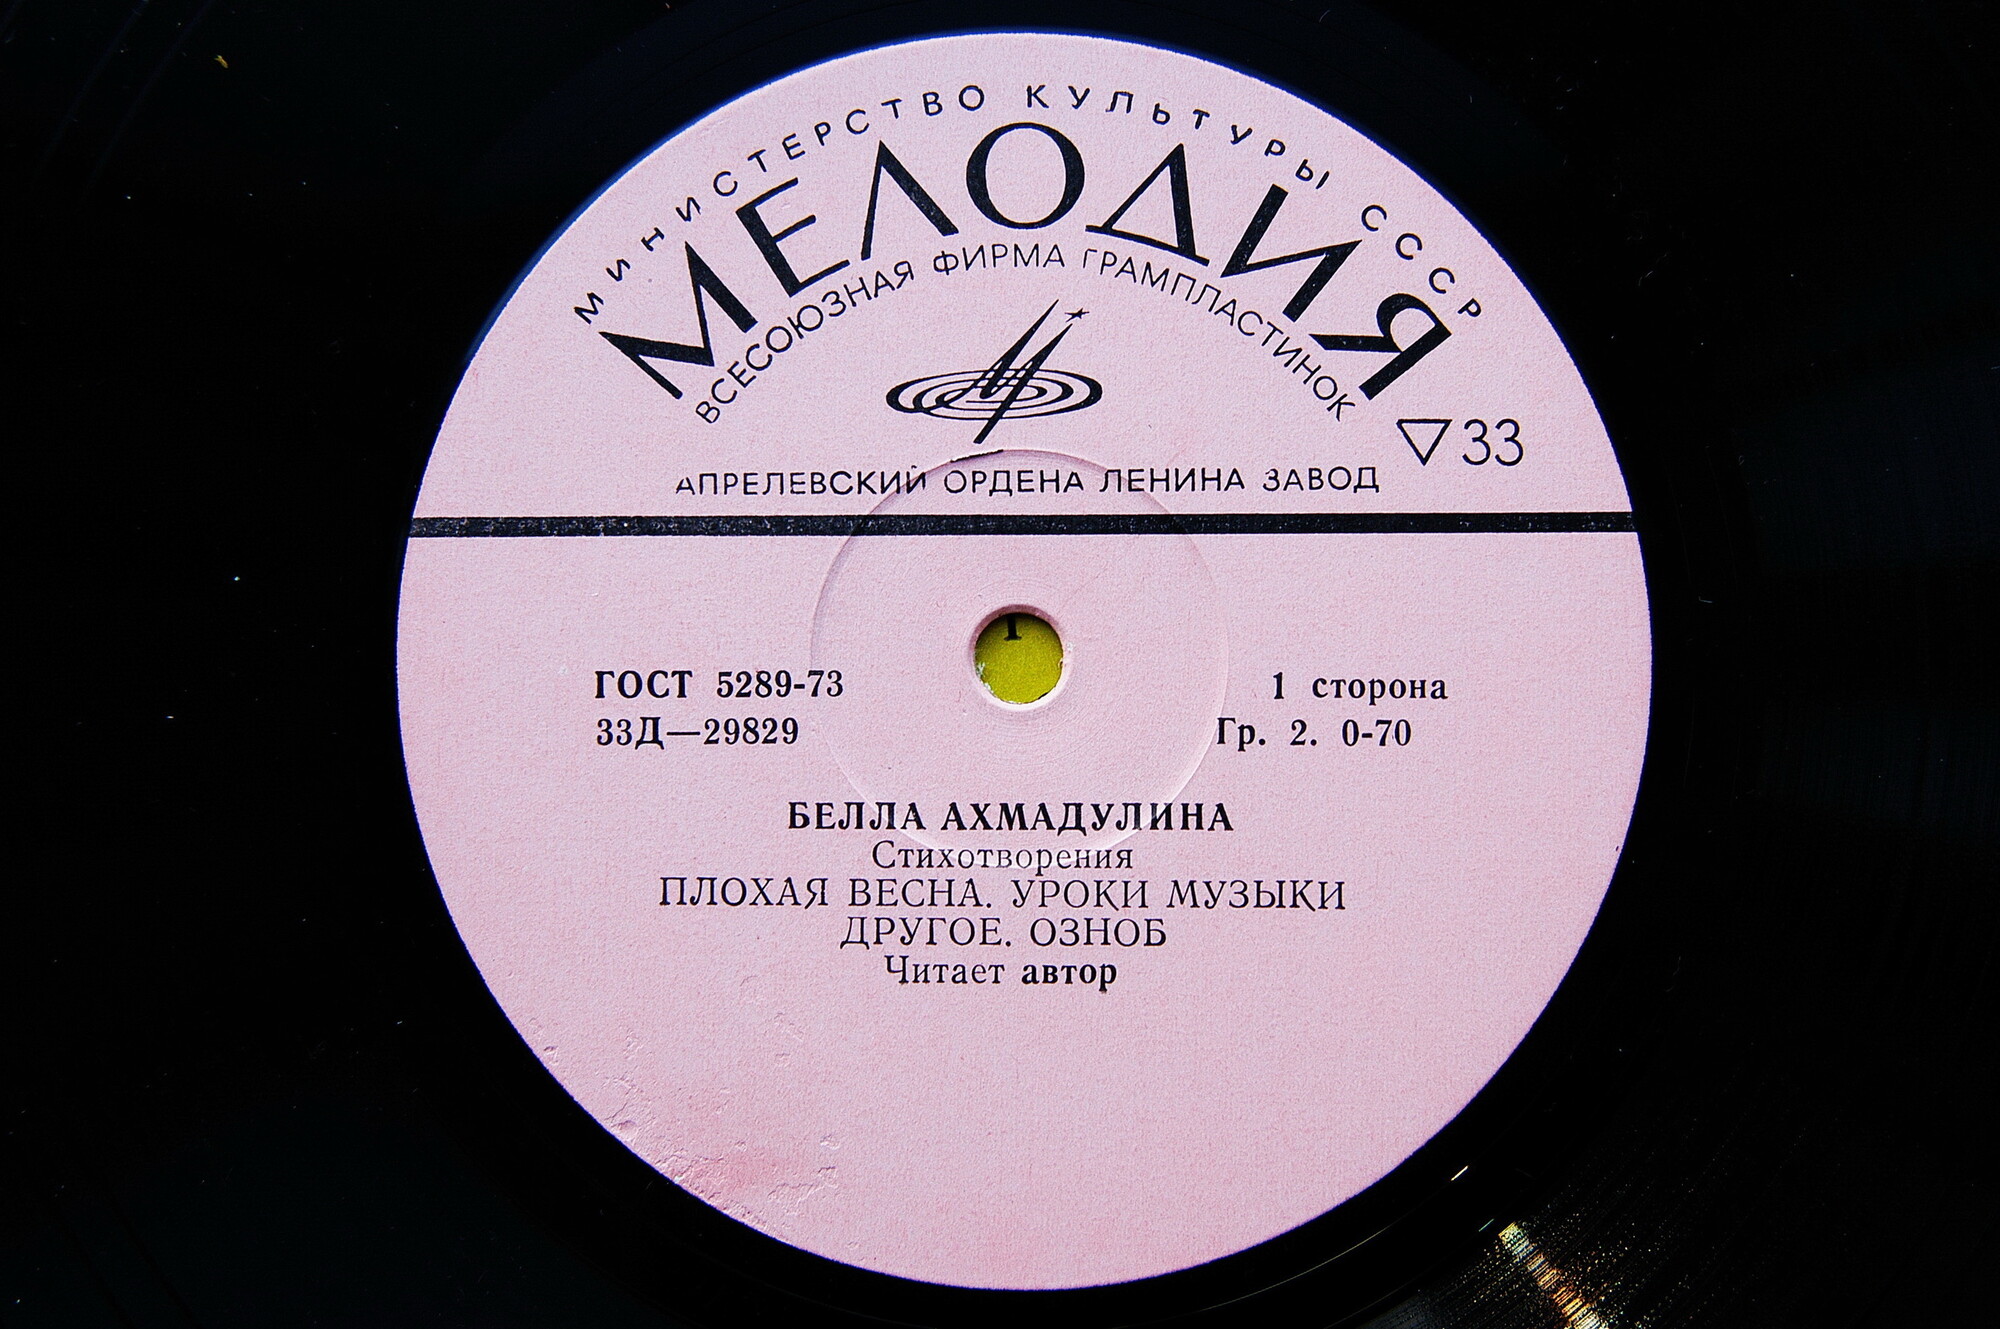 МИНИСТЕРСТВО КУЛЬТУРЫ СССР
МЕЛОДИЯ
ВСЕСОЮЗНАЯ ФИРМА ГРАМПЛАСТИНОК
33
АПРЕЛЕВСКИЙ ОРДЕНА ЛЕНИНА ЗАВОД
ГОСТ 5289-73
1 сторона
33Д—29829
Гр. 2. 0-70
БЕЛЛА АХМАДУЛИНА
Стихотворения
ПЛОХАЯ ВЕСНА. УРОКИ МУЗЫКИ
ДРУГОЕ. ОЗНОБ
Читает автор